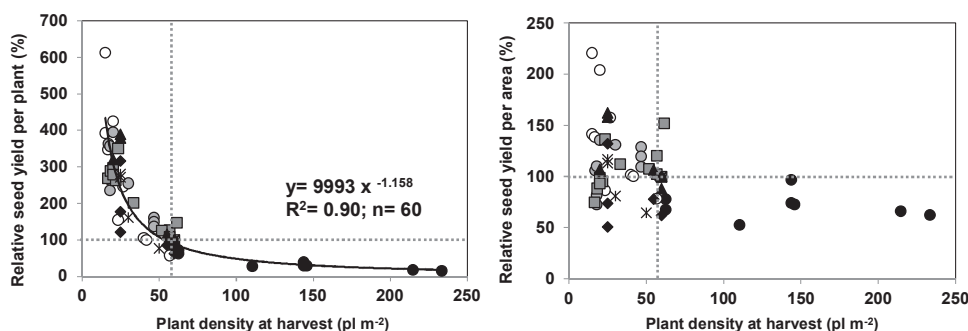 Relative seed yield per plant (%)
700
600
500
400
300
200
100
0
y= 9993 x -1.158
R2= 0.90; n= 60
0 50 100 150 200 250
Plant density at harvest (pl m-2)
Relative seed yield per area (%)
250
200
150
100
50
0
0 50 100 150 200 250
Plant density at harvest (pl m-2)